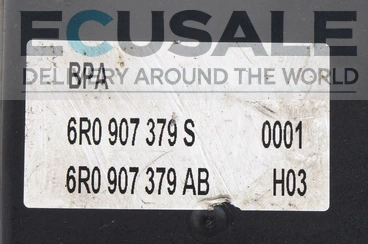 ECUSALE
DELIVERY AROUND THE WORLD
BPA
6R0 907 379 S 0001
6R0 907 379 AB H03